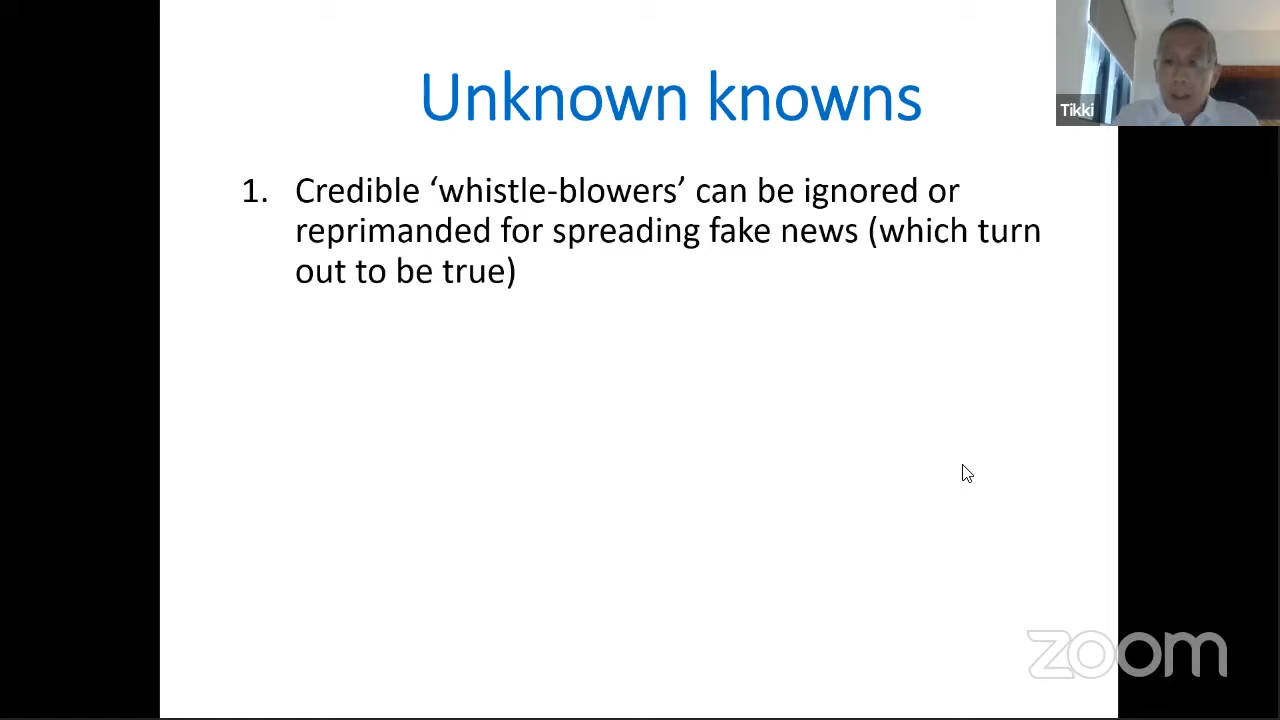 Unknown knowns
Tikki
1. Credible ‘whistle-blowers’ can be ignored or
reprimanded for spreading fake news (which turn
out to be true)
zoom